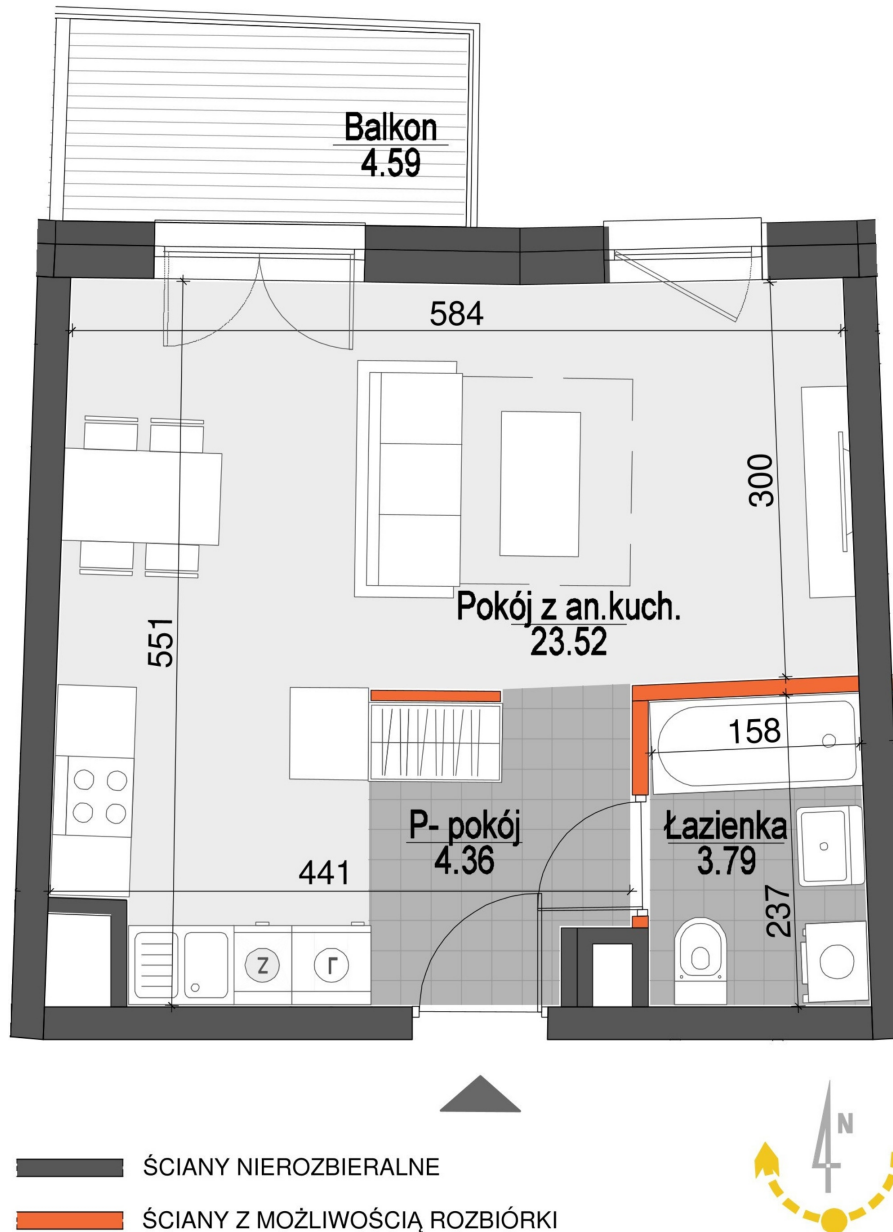 Balkon
4.59
584
300
551
Pokój z an.kuch.
23.52
158
P- pokój
4.36
Łazienka
3.79
441
237
Z
N
ŚCIANY NIEROZBIERALNE
ŚCIANY Z MOŻLIWOŚCIĄ ROZBIÓRKI